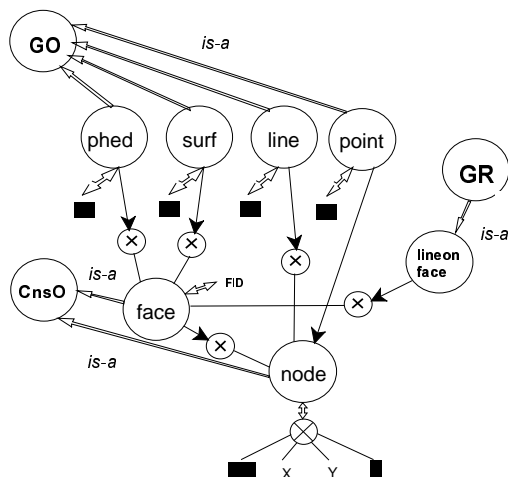 GO
is-a
phed
surf
line
point
GR
is-a
lineon
face
is-a
CnsO
FID
face
node
is-a
X
Y